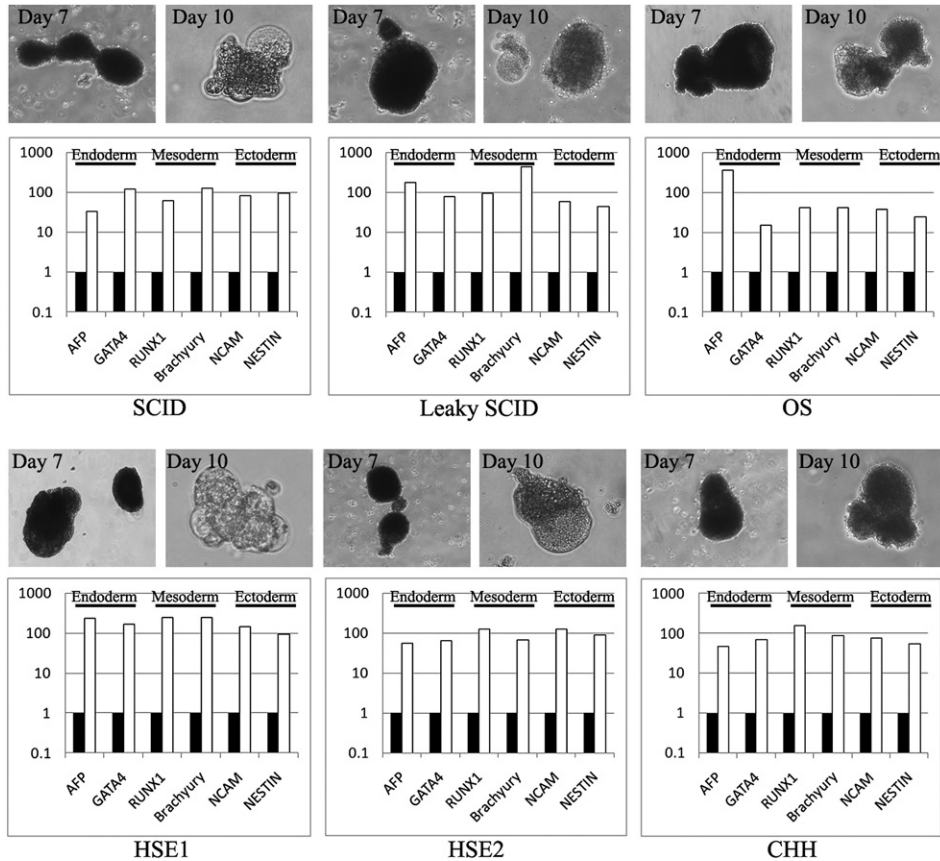 Day 7 Day 10 Day 7 Day 10 Day 7 Day 10
Endoderm Mesoderm Ectoderm
1000
100
10
1
0.1
AFP GATA4 RUNX1 Brachyury NCAM NESTIN
SCID
Endoderm Mesoderm Ectoderm
1000
100
10
1
0.1
AFP GATA4 RUNX1 Brachyury NCAM NESTIN
Leaky SCID
Endoderm Mesoderm Ectoderm
1000
100
10
1
0.1
AFP GATA4 RUNX1 Brachyury NCAM NESTIN
OS
Day 7 Day 10 Day 7 Day 10 Day 7 Day 10
Endoderm Mesoderm Ectoderm
1000
100
10
1
0.1
AFP GATA4 RUNX1 Brachyury NCAM NESTIN
HSE1
Endoderm Mesoderm Ectoderm
1000
100
10
1
0.1
AFP GATA4 RUNX1 Brachyury NCAM NESTIN
HSE2
Endoderm Mesoderm Ectoderm
1000
100
10
1
0.1
AFP GATA4 RUNX1 Brachyury NCAM NESTIN
CHH